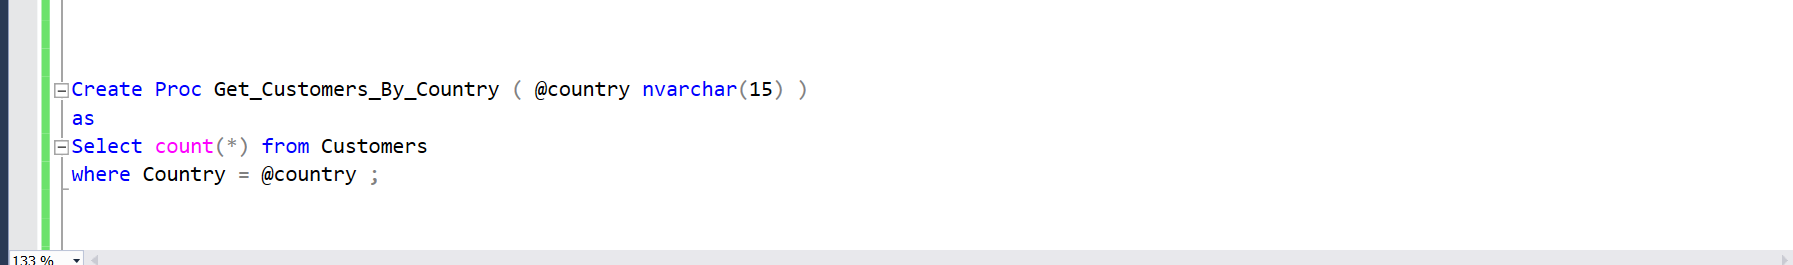 Create Proc Get_Customers_By_Country ( @country nvarchar(15) )
as
Select count(*) from Customers
where Country = @country ;
133 %